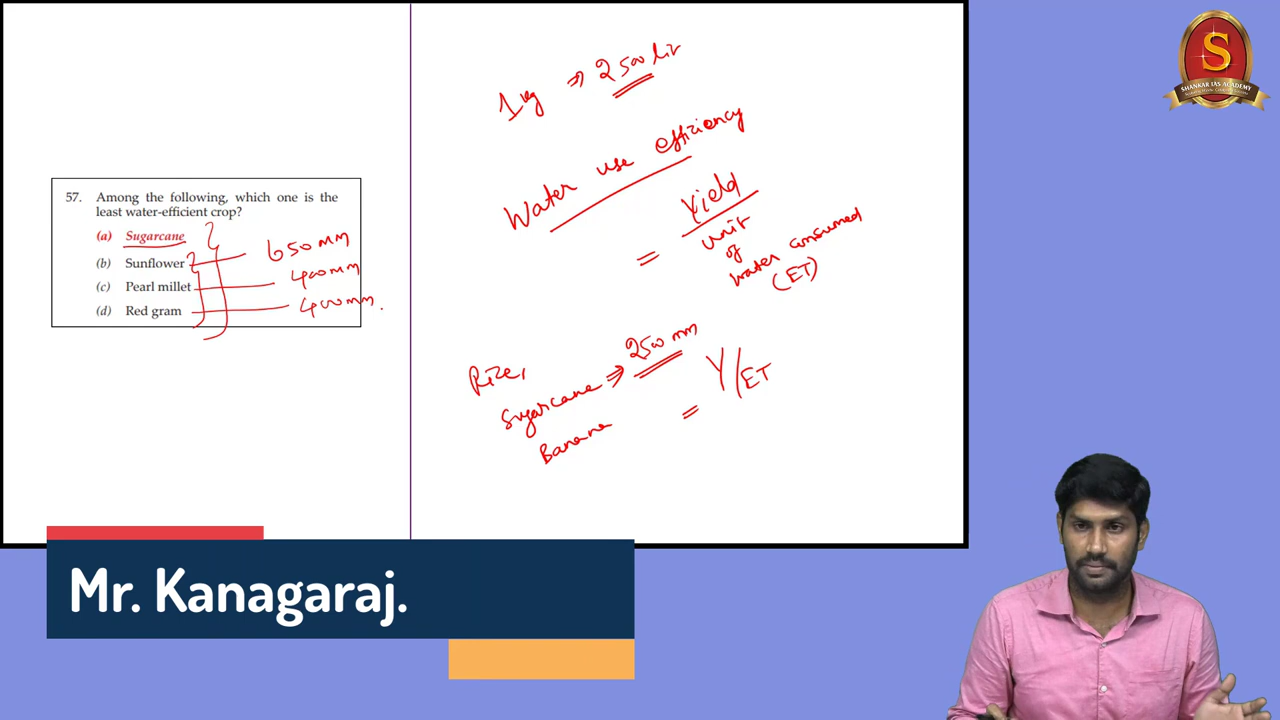 57. Among the following, which one is the
least water-efficient crop?
(a) Sugarcane
(b) Sunflower
(c) Pearl millet
(d) Red gram
650 mm
400 mm
400 mm.
1 kg ⇒ 2500 lit
Water use efficiency
= Yield
unit
of
water consumed
(ET)
Rice,
Sugarcane ⇒ 2500 mm
Banana
= Y/ET
S
SHANKAR IAS ACADEMY
Mr. Kanagaraj.